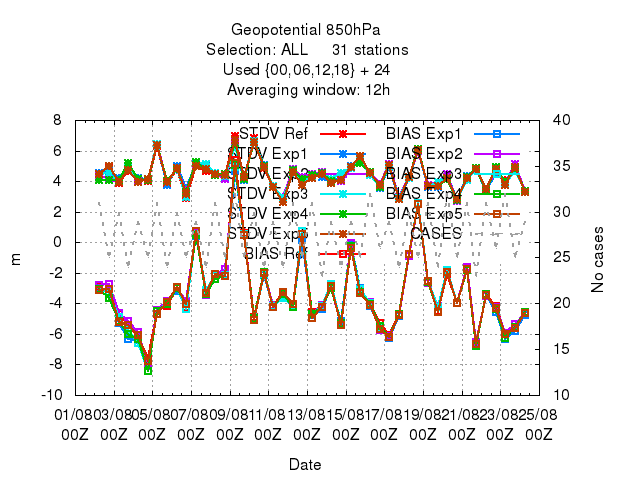 Geopotential 850hPa
Selection: ALL     31 stations
Used {00,06,12,18} + 24
Averaging window: 12h
8 40
STDV Ref BIAS Exp1
6 STDV Exp1 BIAS Exp2 35
STDV Exp2 BIAS Exp3
4 STDV Exp3 BIAS Exp4
2 STDV Exp4 BIAS Exp5 30
0 STDV Exp5 CASES 25
BIAS Ref
m No cases
-2
-4 20
-6
-8 15
-10 10
01/08 03/08 05/08 07/08 09/08 11/08 13/08 15/08 17/08 19/08 21/08 23/08 25/08
00Z 00Z 00Z 00Z 00Z 00Z 00Z 00Z 00Z 00Z 00Z 00Z 00Z
Date